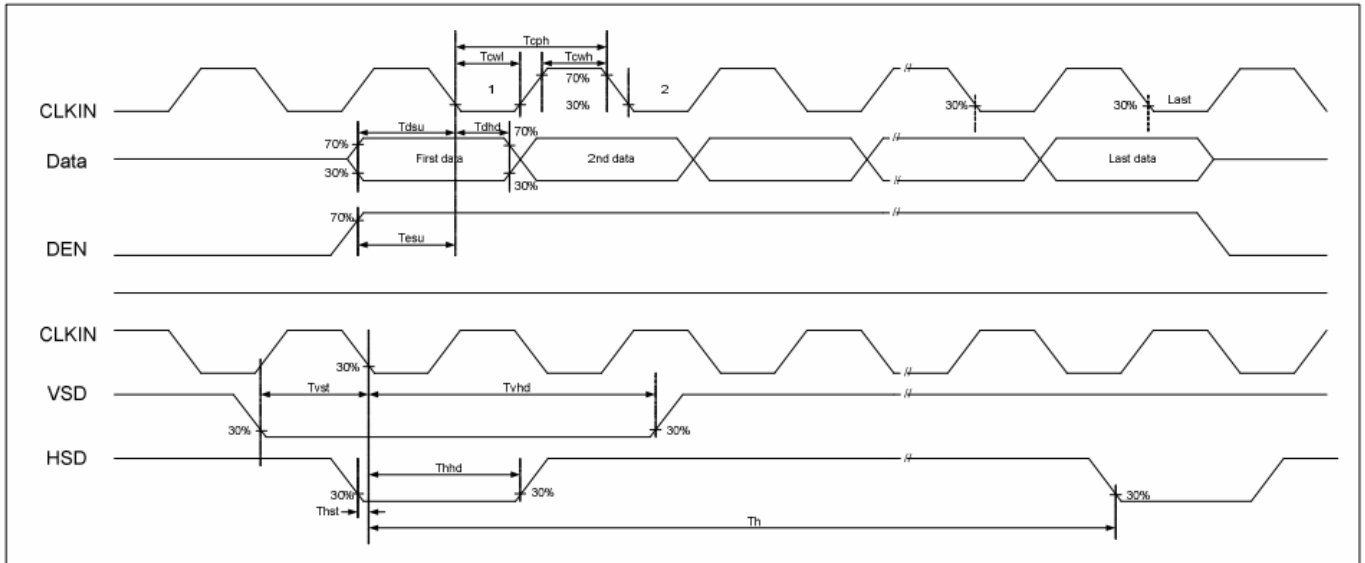 Tcph
Tcwl Tcwh
70%
1 2
30% 30% 30% Last
CLKIN
Tdsu Tdhd 70%
70%
Data First data 2nd data Last data
30% 30%
70%
DEN Tesu
CLKIN
30%
Tvst Tvhd
VSD
30% 30%
HSD
Thhd
30% 30% 30%
Thst
Th